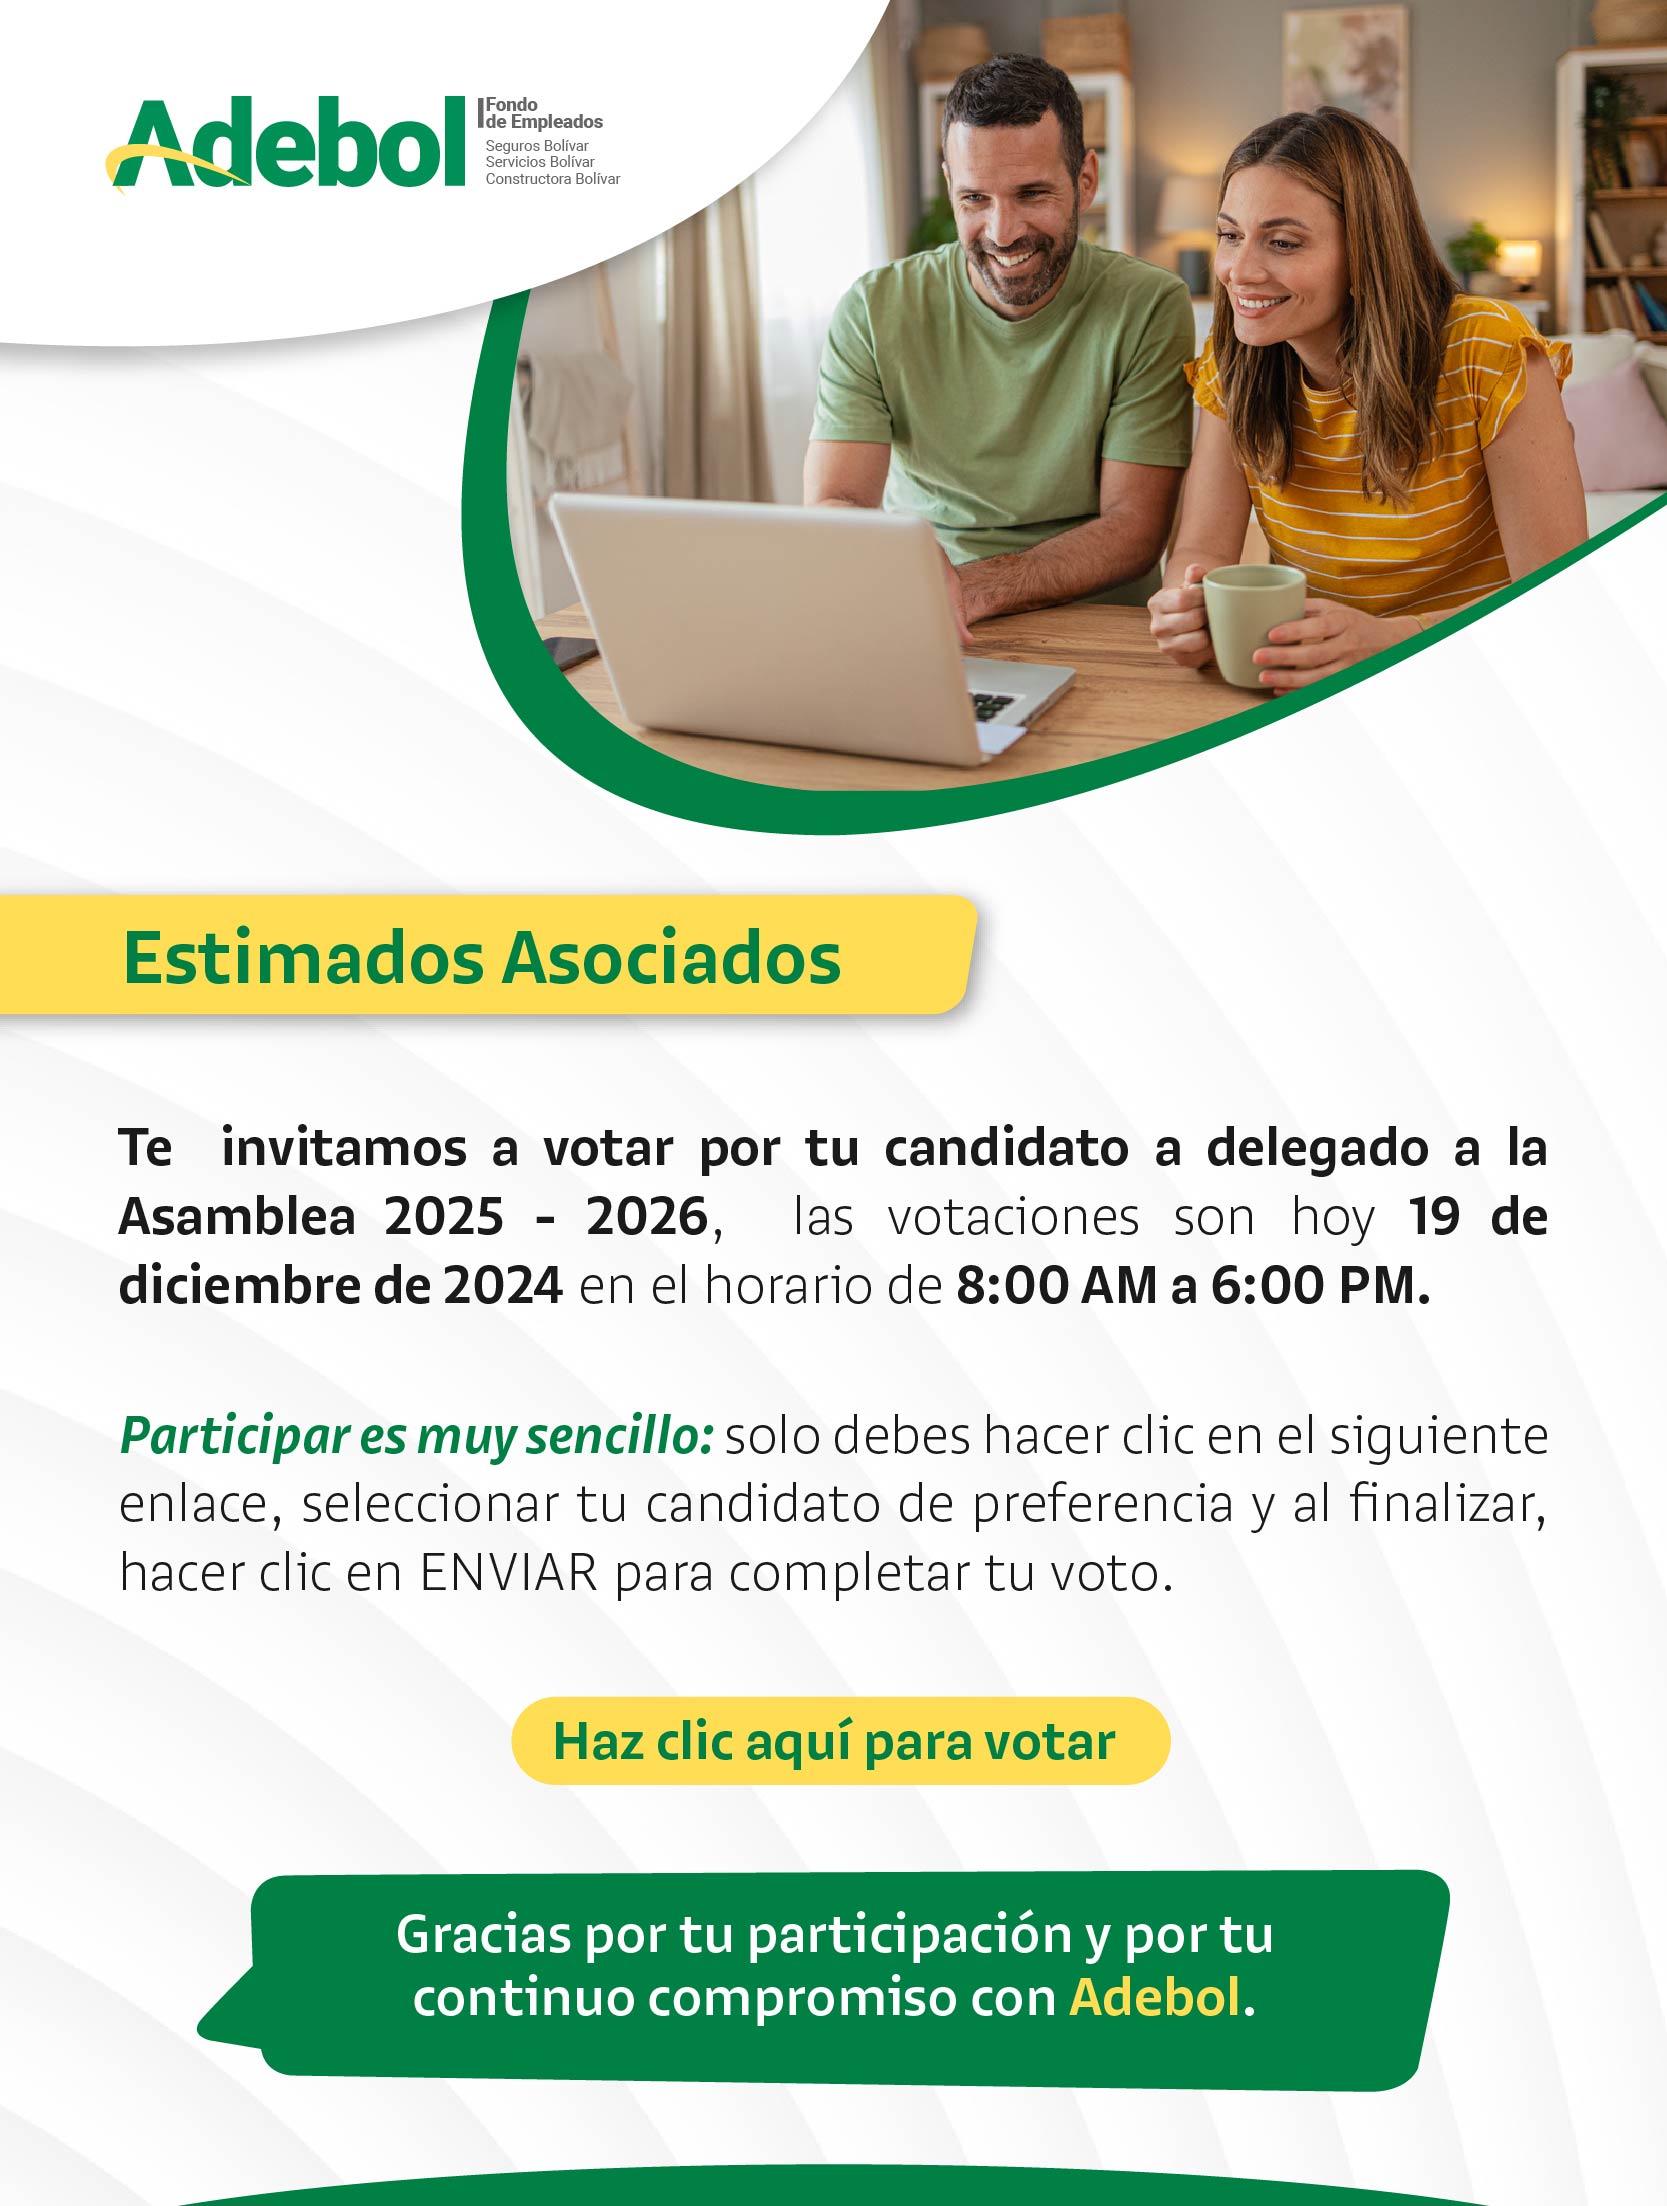 Adebol
Fondo
de Empleados
Seguros Bolívar
Servicios Bolívar
Constructora Bolívar
Estimados Asociados
Te invitamos a votar por tu candidato a delegado a la
Asamblea 2025 - 2026, las votaciones son hoy 19 de
diciembre de 2024 en el horario de 8:00 AM a 6:00 PM.
Participar es muy sencillo: solo debes hacer clic en el siguiente
enlace, seleccionar tu candidato de preferencia y al finalizar,
hacer clic en ENVIAR para completar tu voto.
Haz clic aquí para votar
Gracias por tu participación y por tu
continuo compromiso con Adebol.